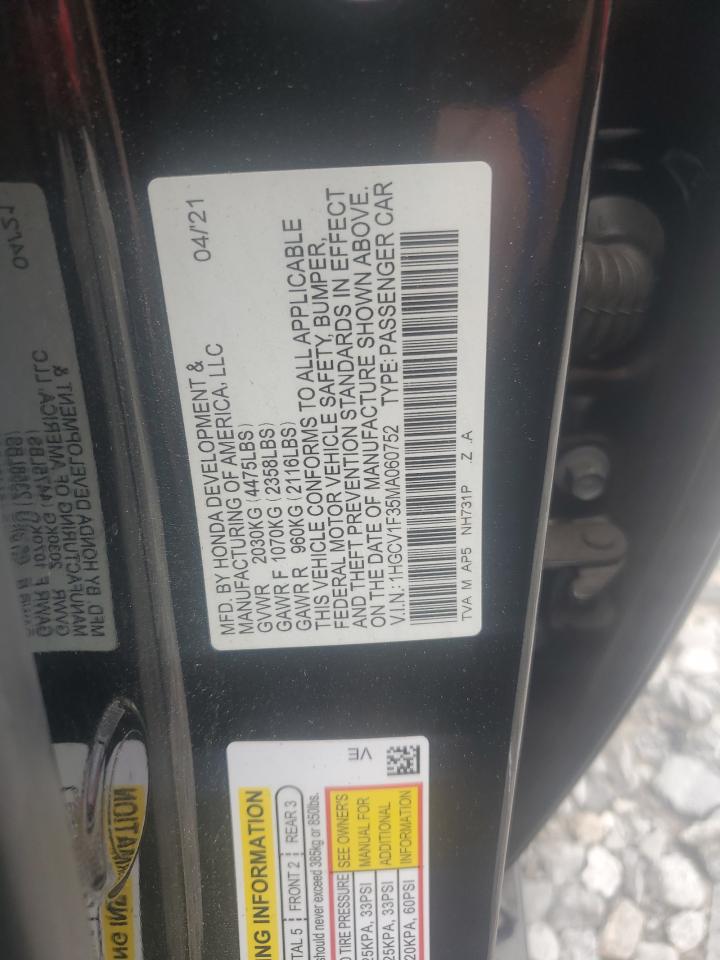 MFD. BY HONDA DEVELOPMENT &
MANUFACTURING OF AMERICA, LLC 04/'21
GVWR 2030KG (4475LBS)
GAWR F 1070KG (2358LBS)
GAWR R 960KG (2116LBS)
THIS VEHICLE CONFORMS TO ALL APPLICABLE
FEDERAL MOTOR VEHICLE SAFETY, BUMPER,
AND THEFT PREVENTION STANDARDS IN EFFECT
ON THE DATE OF MANUFACTURE SHOWN ABOVE.
V.I.N.: 1HGCV1F35MA060752 TYPE: PASSENGER CAR
TVA M AP5 NH731P Z A
ING INFORMATION
TAL 5 FRONT 2 REAR 3
should never exceed 385kg or 850lbs.
TIRE PRESSURE SEE OWNER'S
25KPA, 33PSI MANUAL FOR
25KPA, 33PSI ADDITIONAL
20KPA, 60PSI INFORMATION